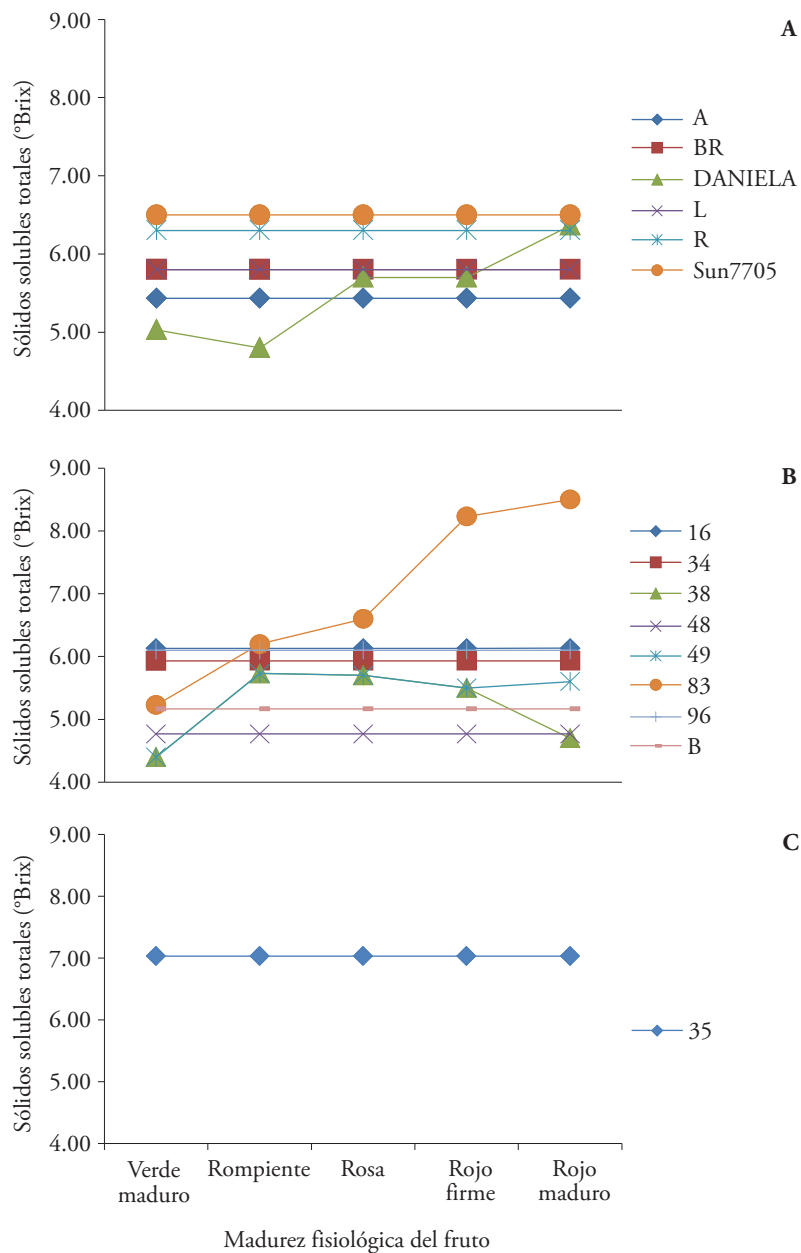 A
Sólidos solubles totales (ºBrix)
9.00
8.00
7.00
6.00
5.00
4.00
A
BR
DANIELA
L
R
Sun7705
B
Sólidos solubles totales (ºBrix)
9.00
8.00
7.00
6.00
5.00
4.00
16
34
38
48
49
83
96
B
C
Sólidos solubles totales (ºBrix)
9.00
8.00
7.00
6.00
5.00
4.00
35
Verde
maduro
Rompiente
Rosa
Rojo
firme
Rojo
maduro
Madurez fisiológica del fruto